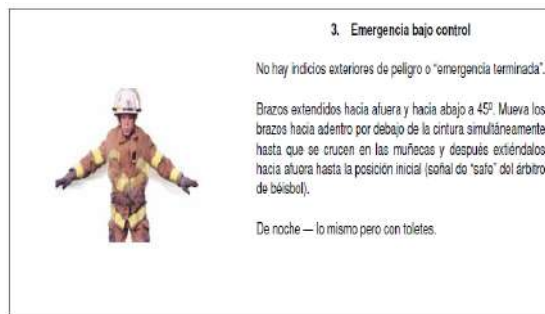 3. Emergencia bajo control
No hay indicios exteriores de peligro o “emergencia terminada”.
Brazos extendidos hacia afuera y hacia abajo a 45º. Mueva los
brazos hacia adentro por debajo de la cintura simultáneamente
hasta que se crucen en las muñecas y después extiéndalos
hacia afuera hasta la posición inicial (señal de “safe” del árbitro
de béisbol).
De noche — lo mismo pero con toletes.